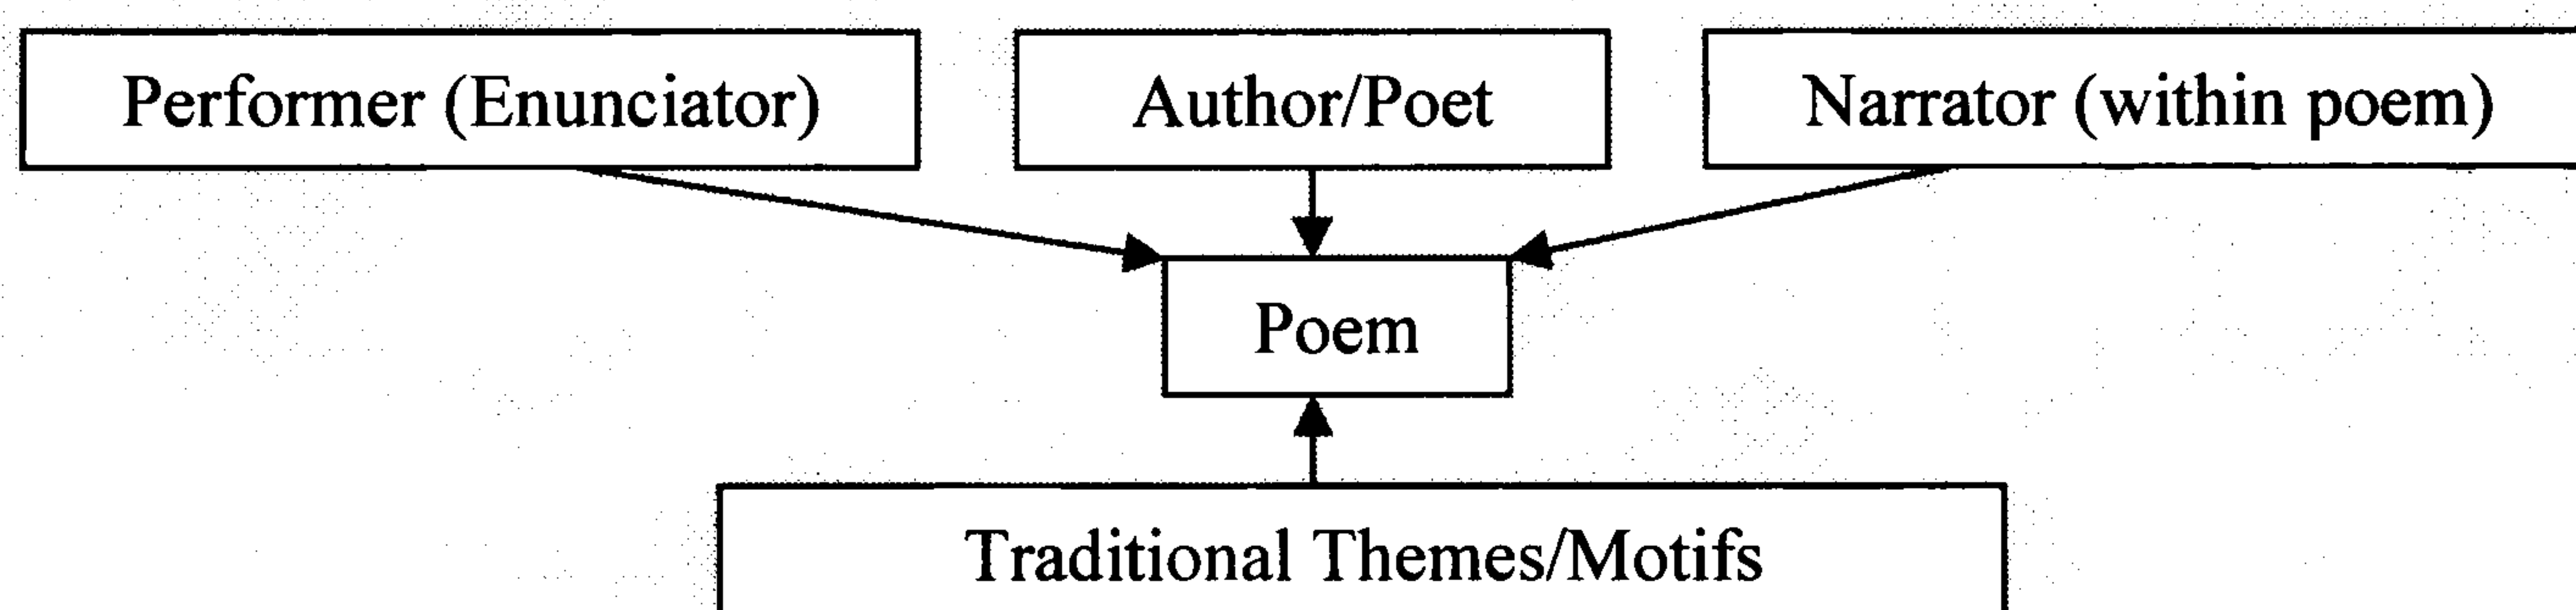 Performer (Enunciator)
Author/Poet
Narrator (within poem)
Poem
Traditional Themes/Motifs